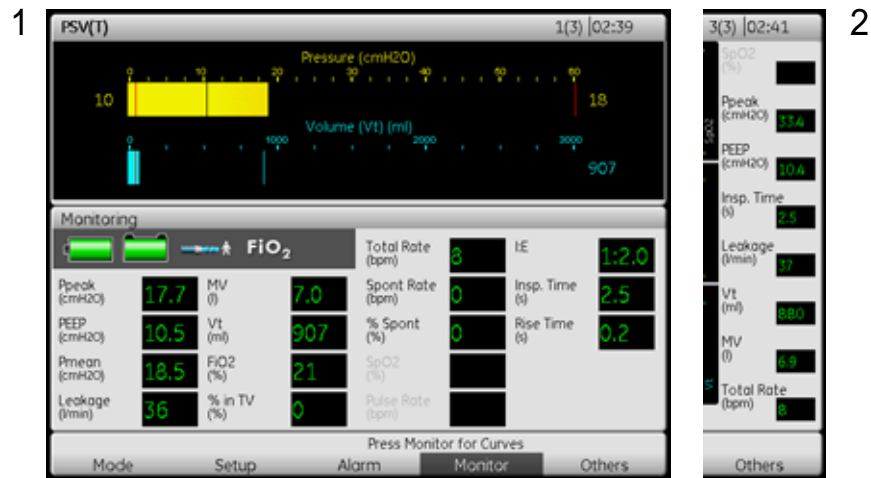 1
PSV(T) 1(3) |02:39
Pressure (cmH2O)
0 10 20 30 40 50 60
10 18
Volume (Vt) (ml)
0 1000 2000 3000
907
Monitoring
FiO2
Total Rate (bpm) 8
I:E 1:2.0
Ppeak (cmH2O) 17.7
MV (l) 7.0
Spont Rate (bpm) 0
Insp. Time (s) 2.5
PEEP (cmH2O) 10.5
Vt (ml) 907
% Spont (%) 0
Rise Time (s) 0.2
Pmean (cmH2O) 18.5
FiO2 (%) 21
SpO2 (%)
Leakage (l/min) 36
% in TV (%) 0
Pulse Rate (bpm)
Press Monitor for Curves
Mode Setup Alarm Monitor Others
2
3(3) |02:41
SpO2 (%)
SpO2
Ppeak (cmH2O) 33.4
PEEP (cmH2O) 10.4
Insp. Time (s) 2.5
Leakage (l/min) 37
Vt (ml) 880
MV (l) 6.9
Vt
Total Rate (bpm) 8
Others